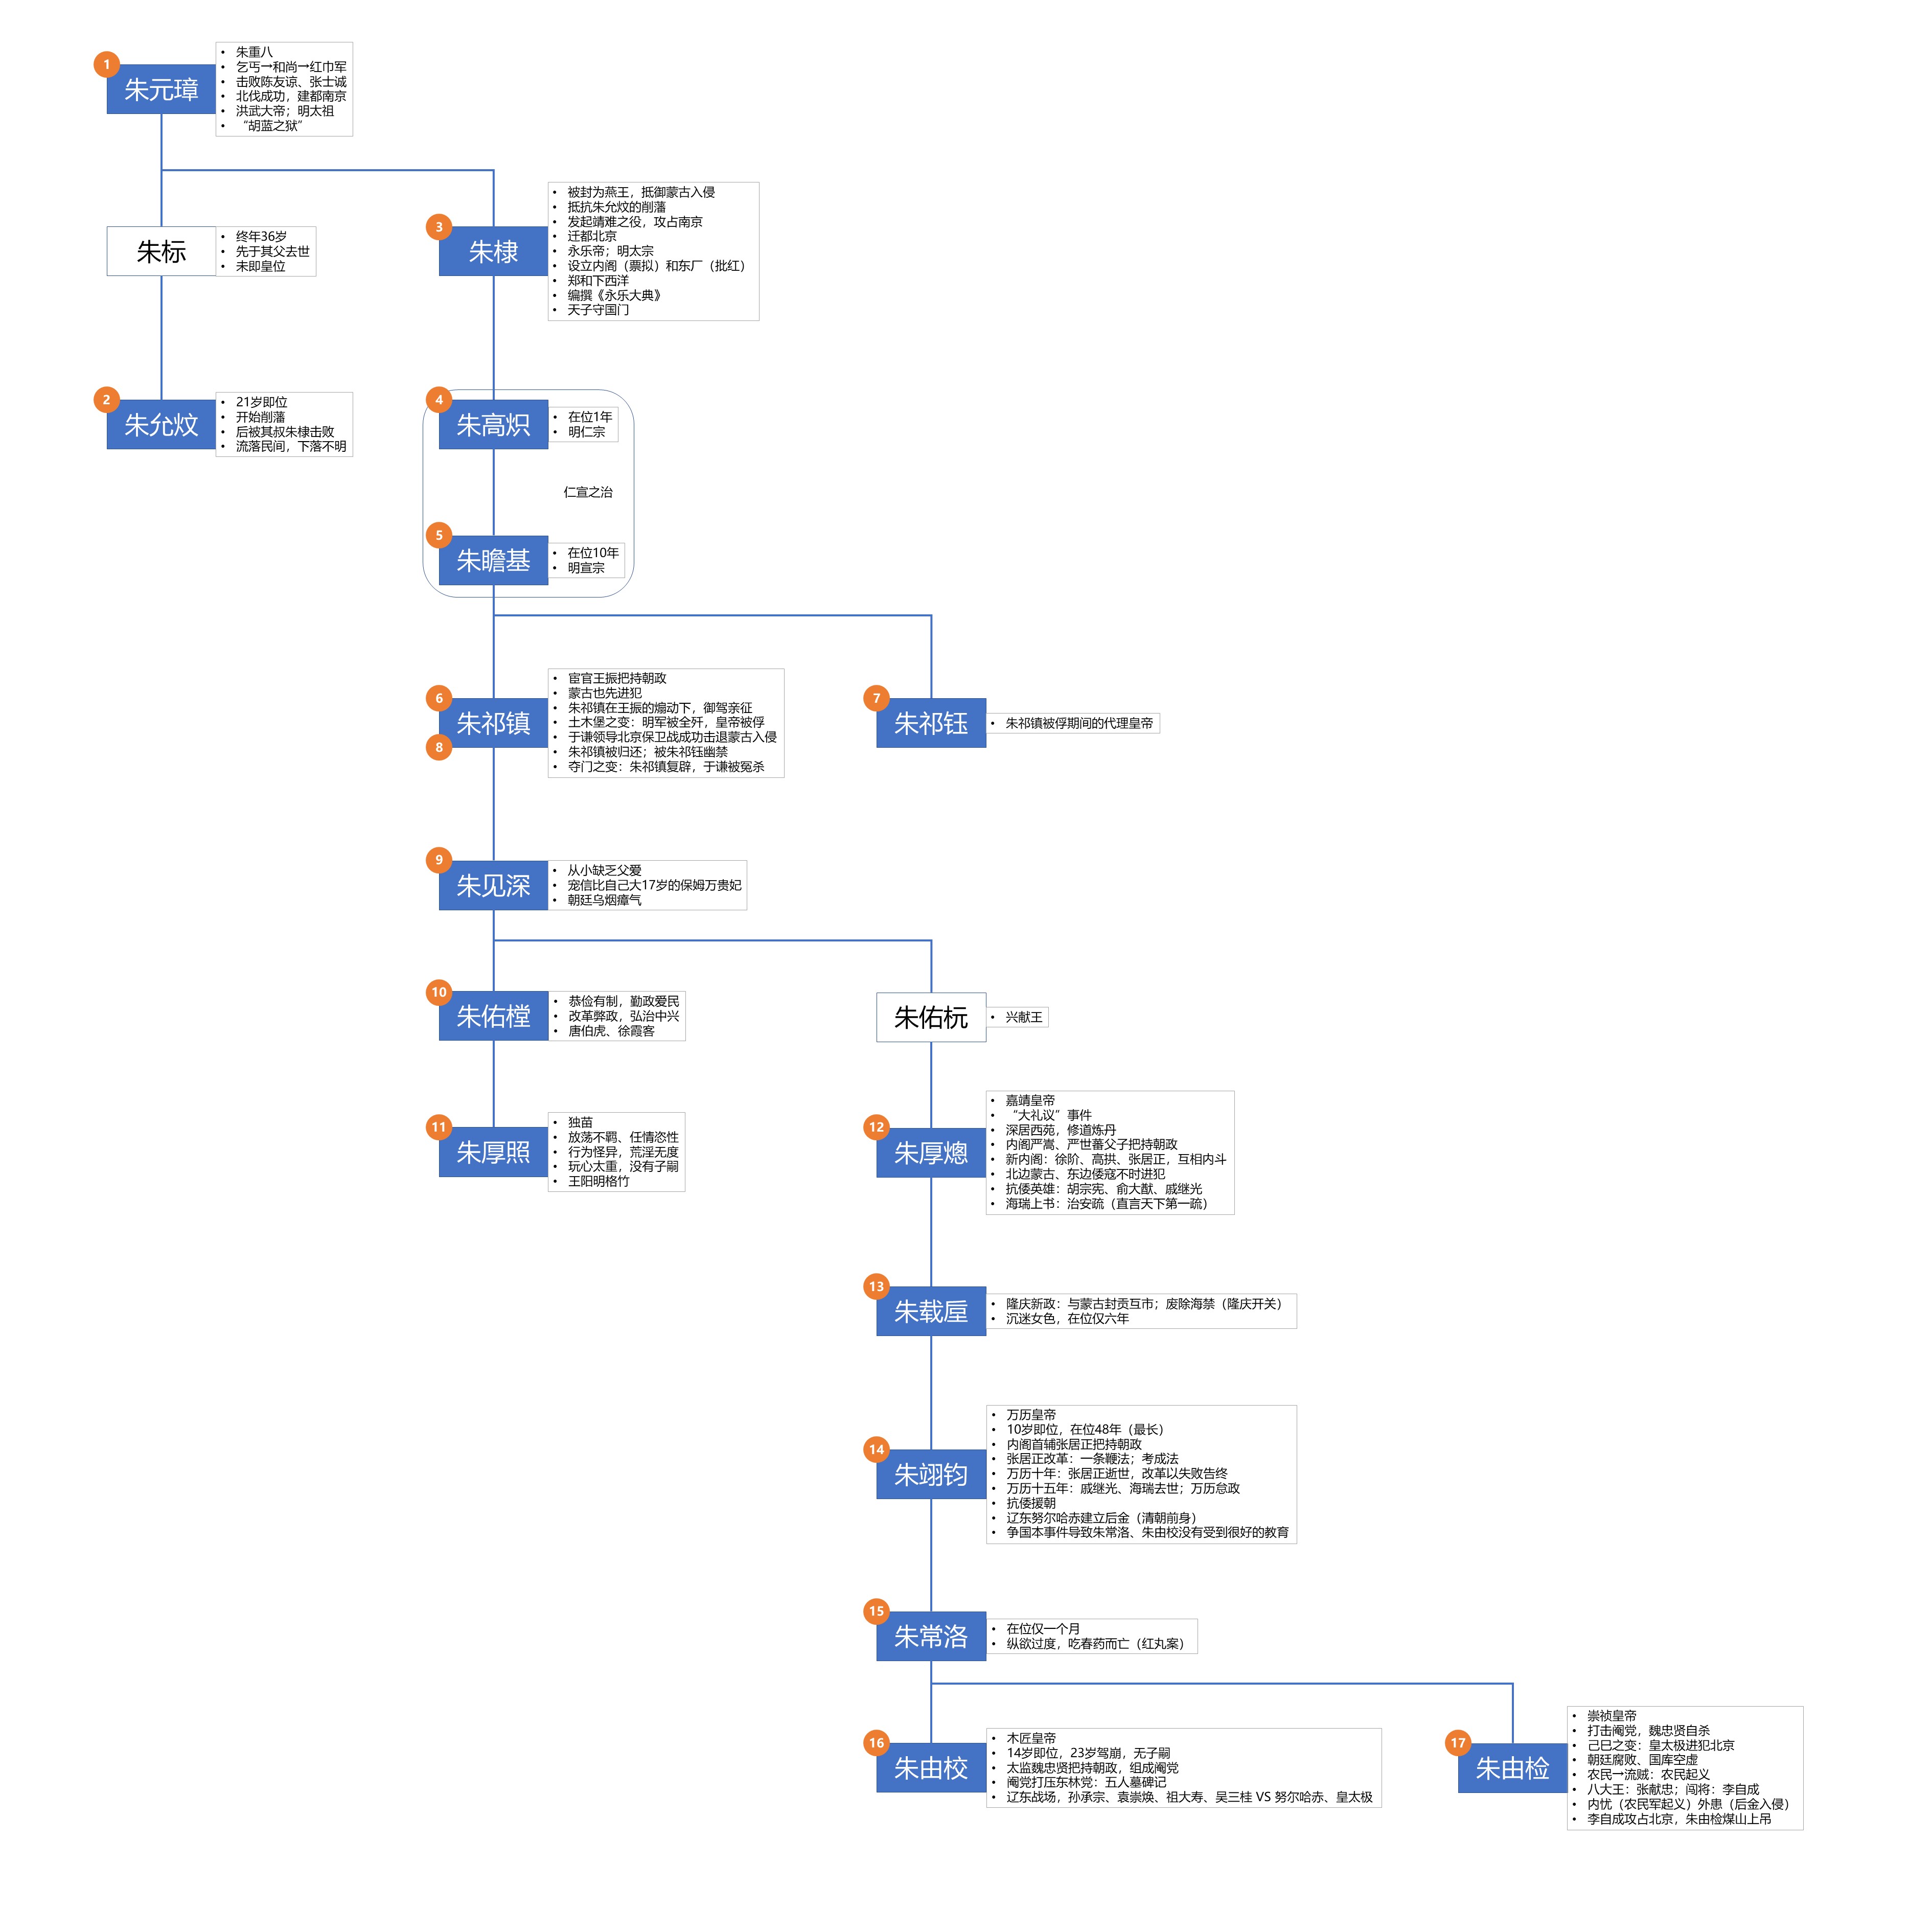 1
朱元璋
• 朱重八
• 乞丐→和尚→红巾军
• 击败陈友谅、张士诚
• 北伐成功，建都南京
• 洪武大帝；明太祖
• “胡蓝之狱”
朱标
• 终年36岁
• 先于其父去世
• 未即皇位
3
朱棣
• 被封为燕王，抵御蒙古入侵
• 抵抗朱允炆的削藩
• 发起靖难之役，攻占南京
• 迁都北京
• 永乐帝；明太宗
• 设立内阁（票拟）和东厂（批红）
• 郑和下西洋
• 编撰《永乐大典》
• 天子守国门
2
朱允炆
• 21岁即位
• 开始削藩
• 后被其叔朱棣击败
• 流落民间，下落不明
4
朱高炽
• 在位1年
• 明仁宗
仁宣之治
5
朱瞻基
• 在位10年
• 明宣宗
6
朱祁镇
8
• 宦官王振把持朝政
• 蒙古也先进犯
• 朱祁镇在王振的煽动下，御驾亲征
• 土木堡之变：明军被全歼，皇帝被俘
• 于谦领导北京保卫战成功击退蒙古入侵
• 朱祁镇被归还；被朱祁钰幽禁
• 夺门之变：朱祁镇复辟，于谦被冤杀
7
朱祁钰
• 朱祁镇被俘期间的代理皇帝
9
朱见深
• 从小缺乏父爱
• 宠信比自己大17岁的保姆万贵妃
• 朝廷乌烟瘴气
10
朱佑樘
• 恭俭有制，勤政爱民
• 改革弊政，弘治中兴
• 唐伯虎、徐霞客
朱佑杬
• 兴献王
11
朱厚照
• 独苗
• 放荡不羁、任情恣性
• 行为怪异，荒淫无度
• 玩心太重，没有子嗣
• 王阳明格竹
12
朱厚熜
• 嘉靖皇帝
• “大礼议”事件
• 深居西苑，修道炼丹
• 内阁严嵩、严世蕃父子把持朝政
• 新内阁：徐阶、高拱、张居正，互相内斗
• 北边蒙古、东边倭寇不时进犯
• 抗倭英雄：胡宗宪、俞大猷、戚继光
• 海瑞上书：治安疏（直言天下第一疏）
13
朱载垕
• 隆庆新政：与蒙古封贡互市；废除海禁（隆庆开关）
• 沉迷女色，在位仅六年
14
朱翊钧
• 万历皇帝
• 10岁即位，在位48年（最长）
• 内阁首辅张居正把持朝政
• 张居正改革：一条鞭法；考成法
• 万历十年：张居正逝世，改革以失败告终
• 万历十五年：戚继光、海瑞去世；万历怠政
• 抗倭援朝
• 辽东努尔哈赤建立后金（清朝前身）
• 争国本事件导致朱常洛、朱由校没有受到很好的教育
15
朱常洛
• 在位仅一个月
• 纵欲过度，吃春药而亡（红丸案）
16
朱由校
• 木匠皇帝
• 14岁即位，23岁驾崩，无子嗣
• 太监魏忠贤把持朝政，组成阉党
• 阉党打压东林党：五人墓碑记
• 辽东战场，孙承宗、袁崇焕、祖大寿、吴三桂 VS 努尔哈赤、皇太极
17
朱由检
• 崇祯皇帝
• 打击阉党，魏忠贤自杀
• 己巳之变：皇太极进犯北京
• 朝廷腐败、国库空虚
• 农民→流贼：农民起义
• 八大王：张献忠；闯将：李自成
• 内忧（农民军起义）外患（后金入侵）
• 李自成攻占北京，朱由检煤山上吊